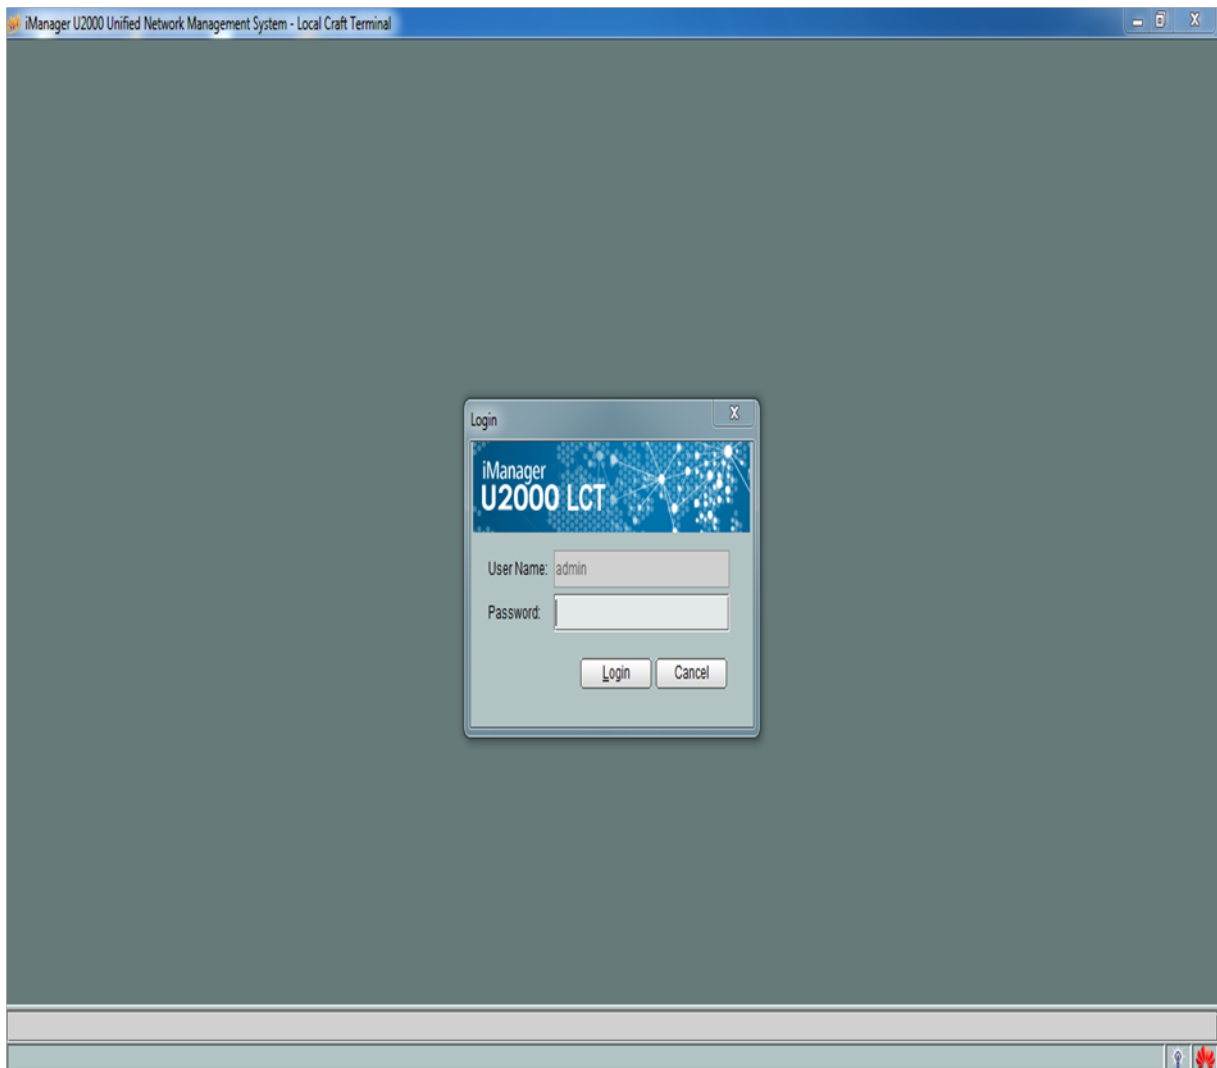 iManager U2000 Unified Network Management System - Local Craft Terminal
Login
iManager
U2000 LCT
User Name: admin
Password:
Login Cancel